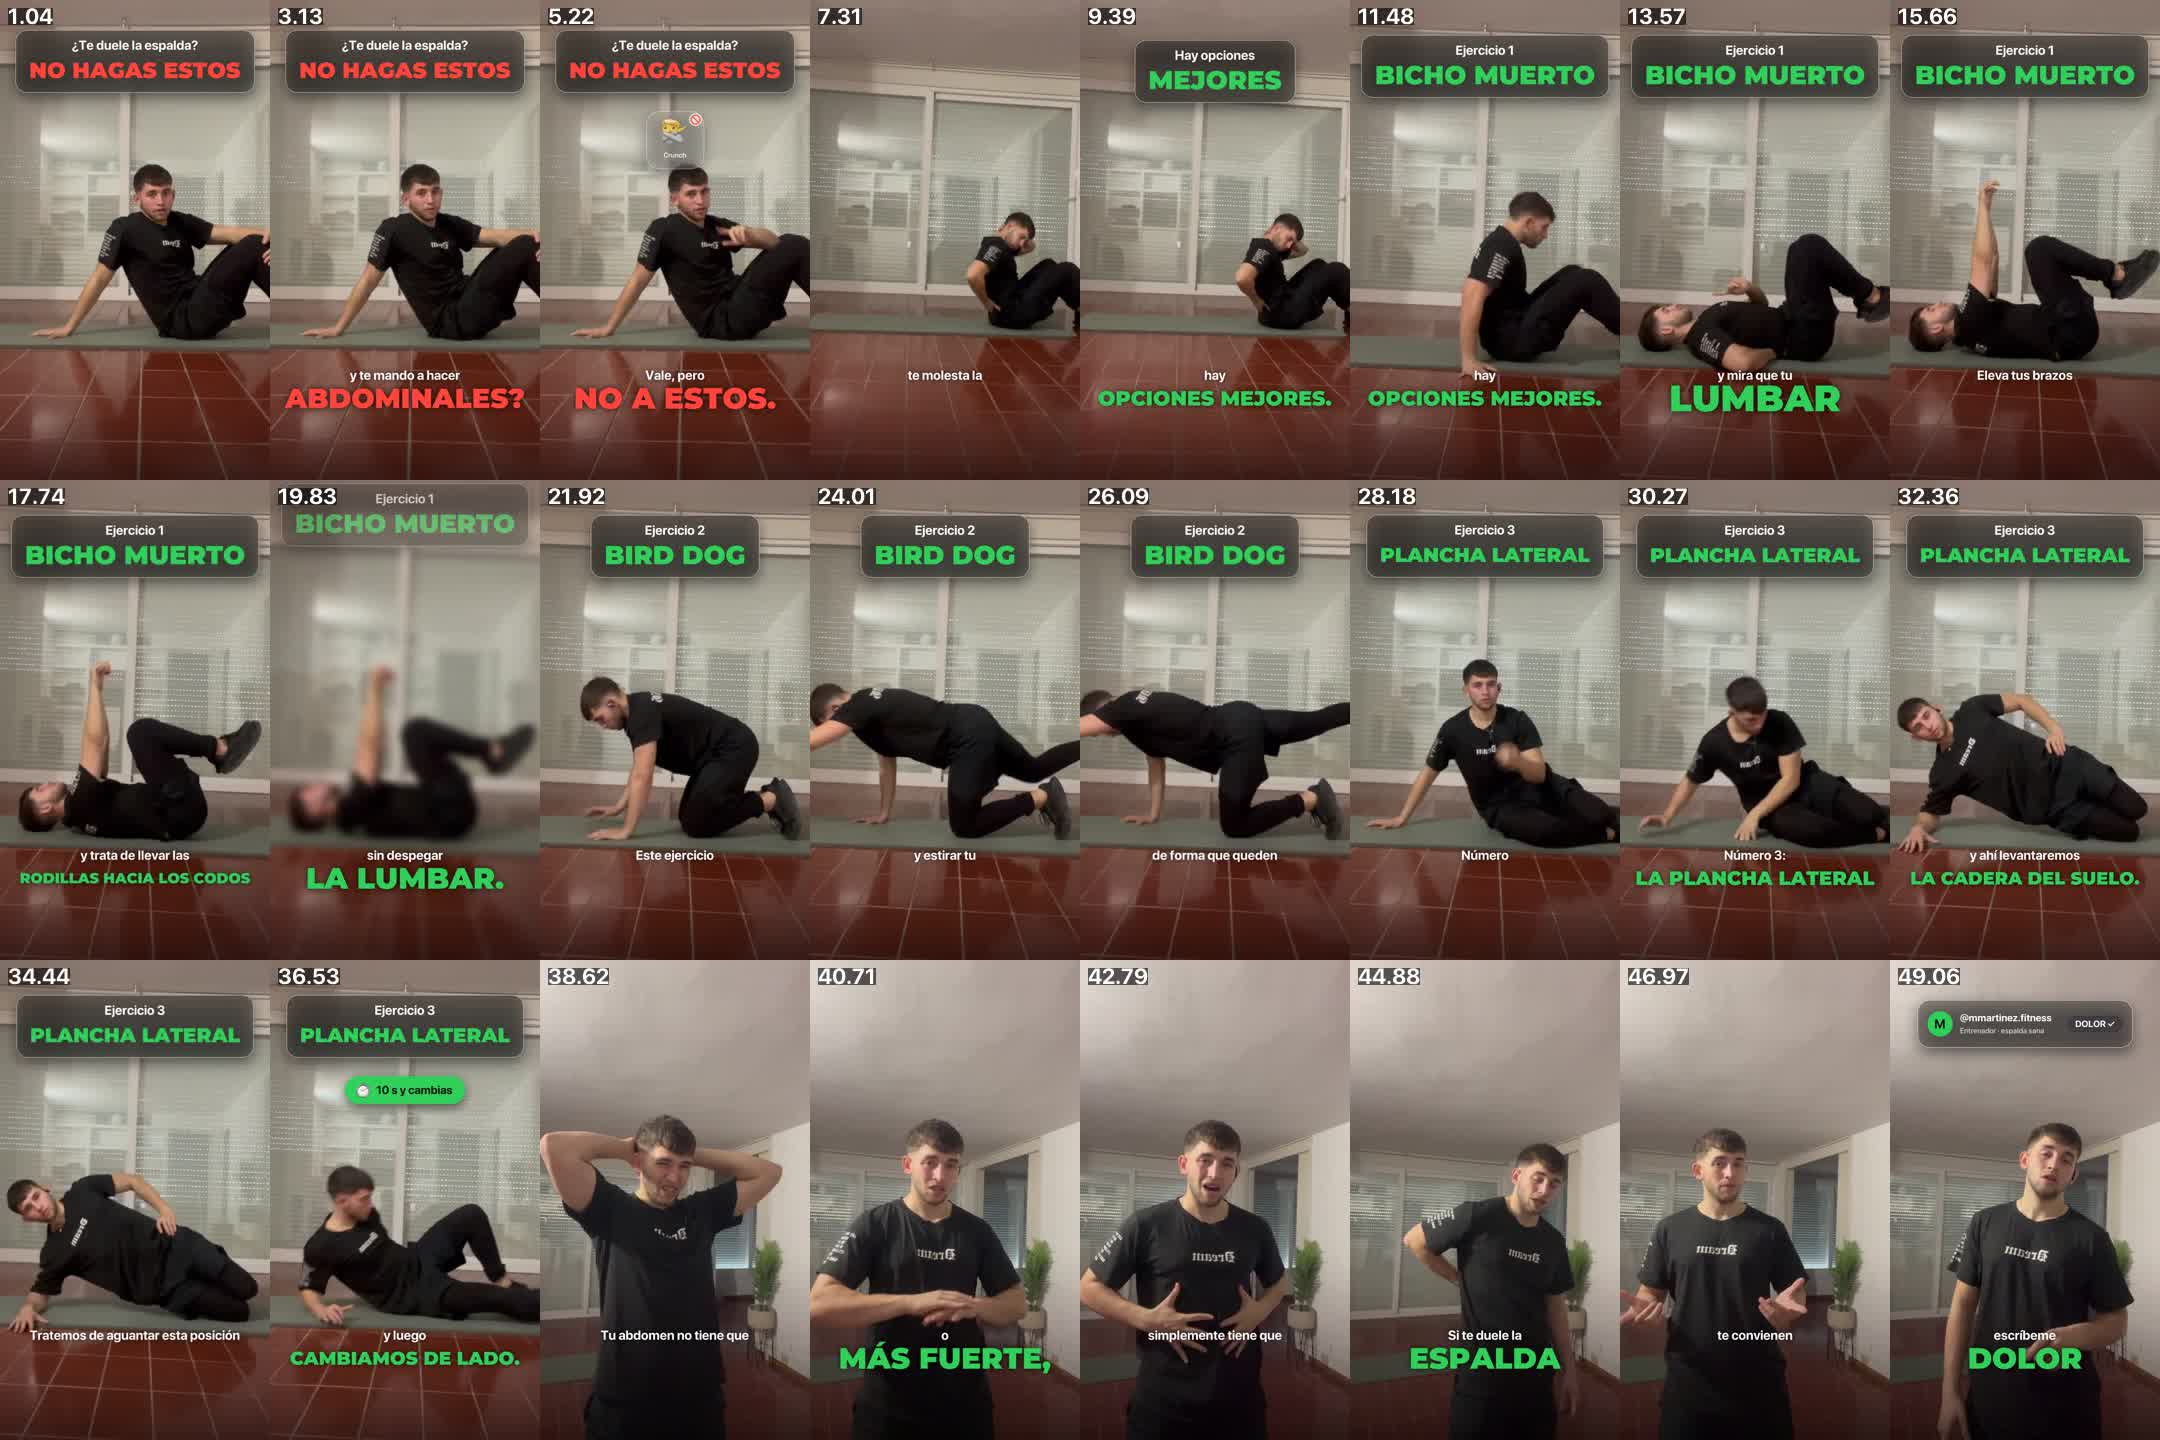 1.04
¿Te duele la espalda?
NO HAGAS ESTOS
3.13
¿Te duele la espalda?
NO HAGAS ESTOS
y te mando a hacer
ABDOMINALES?
5.22
¿Te duele la espalda?
NO HAGAS ESTOS
Crunch
Vale, pero
NO A ESTOS.
7.31
te molesta la
9.39
Hay opciones
MEJORES
hay
OPCIONES MEJORES.
11.48
Ejercicio 1
BICHO MUERTO
hay
OPCIONES MEJORES.
13.57
Ejercicio 1
BICHO MUERTO
y mira que tu
LUMBAR
15.66
Ejercicio 1
BICHO MUERTO
Eleva tus brazos
17.74
Ejercicio 1
BICHO MUERTO
y trata de llevar las
RODILLAS HACIA LOS CODOS
19.83
Ejercicio 1
BICHO MUERTO
sin despegar
LA LUMBAR.
21.92
Ejercicio 2
BIRD DOG
Este ejercicio
24.01
Ejercicio 2
BIRD DOG
y estirar tu
26.09
Ejercicio 2
BIRD DOG
de forma que queden
28.18
Ejercicio 3
PLANCHA LATERAL
Número
30.27
Ejercicio 3
PLANCHA LATERAL
Número 3:
LA PLANCHA LATERAL
32.36
Ejercicio 3
PLANCHA LATERAL
y ahí levantaremos
LA CADERA DEL SUELO.
34.44
Ejercicio 3
PLANCHA LATERAL
Tratemos de aguantar esta posición
36.53
Ejercicio 3
PLANCHA LATERAL
10 s y cambias
y luego
CAMBIAMOS DE LADO.
38.62
Tu abdomen no tiene que
40.71
o
MÁS FUERTE,
42.79
simplemente tiene que
44.88
Si te duele la
ESPALDA
46.97
te convienen
49.06
M
@mmartinez.fitness
Entrenador · espalda sana
DOLOR ✓
escríbeme
DOLOR